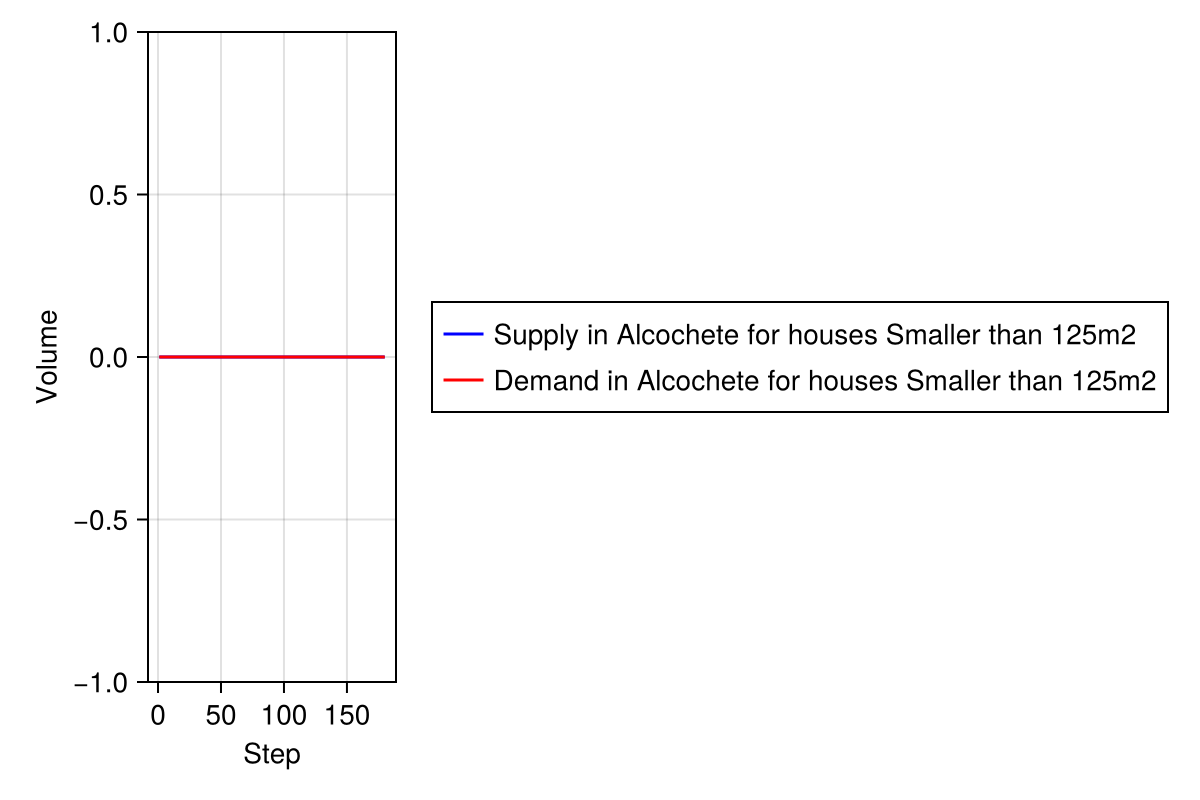 1.0
0.5
0.0
−0.5
−1.0
Volume
0 50 100 150
Step
Supply in Alcochete for houses Smaller than 125m2
Demand in Alcochete for houses Smaller than 125m2